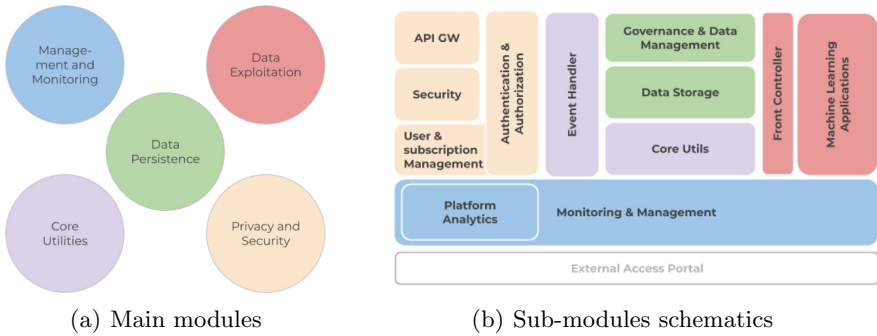 Manage-
ment and
Monitoring
Data
Exploitation
Data
Persistence
Core
Utilities
Privacy and
Security
(a) Main modules
API GW
Security
User &
subscription
Management
Authentication &
Authorization
Event Handler
Governance & Data
Management
Data Storage
Core Utils
Front Controller
Machine Learning
Applications
Platform
Analytics
Monitoring & Management
External Access Portal
(b) Sub-modules schematics